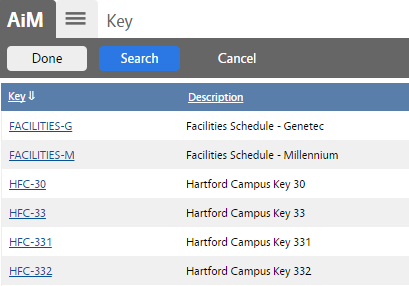 AiM Key
Done Search Cancel
Key⇓ Description
FACILITIES-G Facilities Schedule - Genetec
FACILITIES-M Facilities Schedule - Millennium
HFC-30 Hartford Campus Key 30
HFC-33 Hartford Campus Key 33
HFC-331 Hartford Campus Key 331
HFC-332 Hartford Campus Key 332